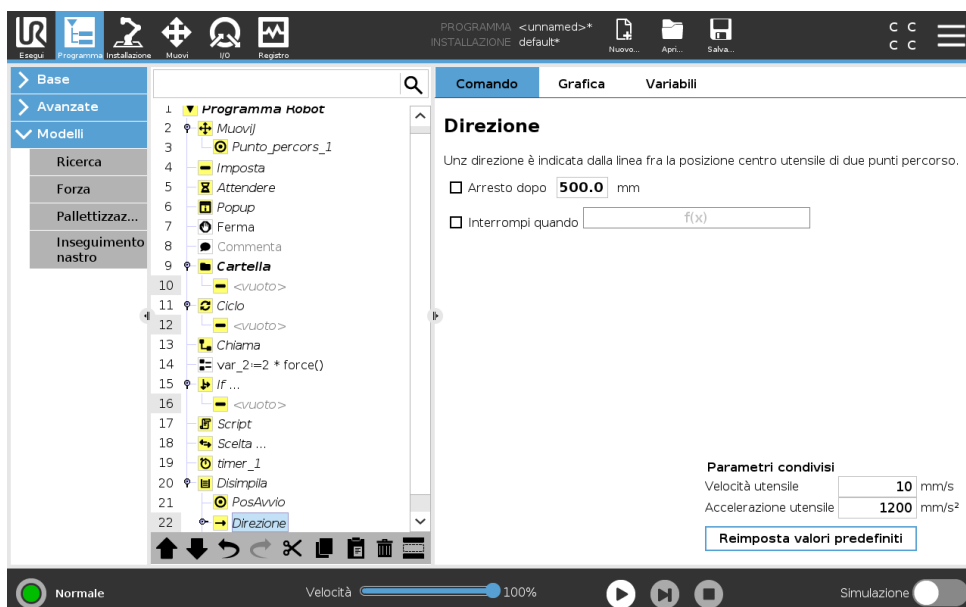 UR
PROGRAMMA <unnamed>*
INSTALLAZIONE default*
Esegui Programma Installazione Muovi I/O Registro
Nuovo... Apri... Salva...
C C
C C
Base
Avanzate
Modelli
Ricerca
Forza
Pallettizzaz...
Inseguimento
nastro
1 Programma Robot
2 MuoviJ
3 Punto_percors_1
4 Imposta
5 Attendere
6 Popup
7 Ferma
8 Commenta
9 Cartella
10 <vuoto>
11 Ciclo
12 <vuoto>
13 Chiama
14 var_2:=2 * force()
15 If ...
16 <vuoto>
17 Script
18 Scelta ...
19 timer_1
20 Disimpila
21 PosAvvio
22 Direzione
Comando Grafica Variabili
Direzione
Unz direzione è indicata dalla linea fra la posizione centro utensile di due punti percorso.
Arresto dopo 500.0 mm
Interrompi quando f(x)
Parametri condivisi
Velocità utensile 10 mm/s
Accelerazione utensile 1200 mm/s²
Reimposta valori predefiniti
Normale
Velocità 100%
Simulazione